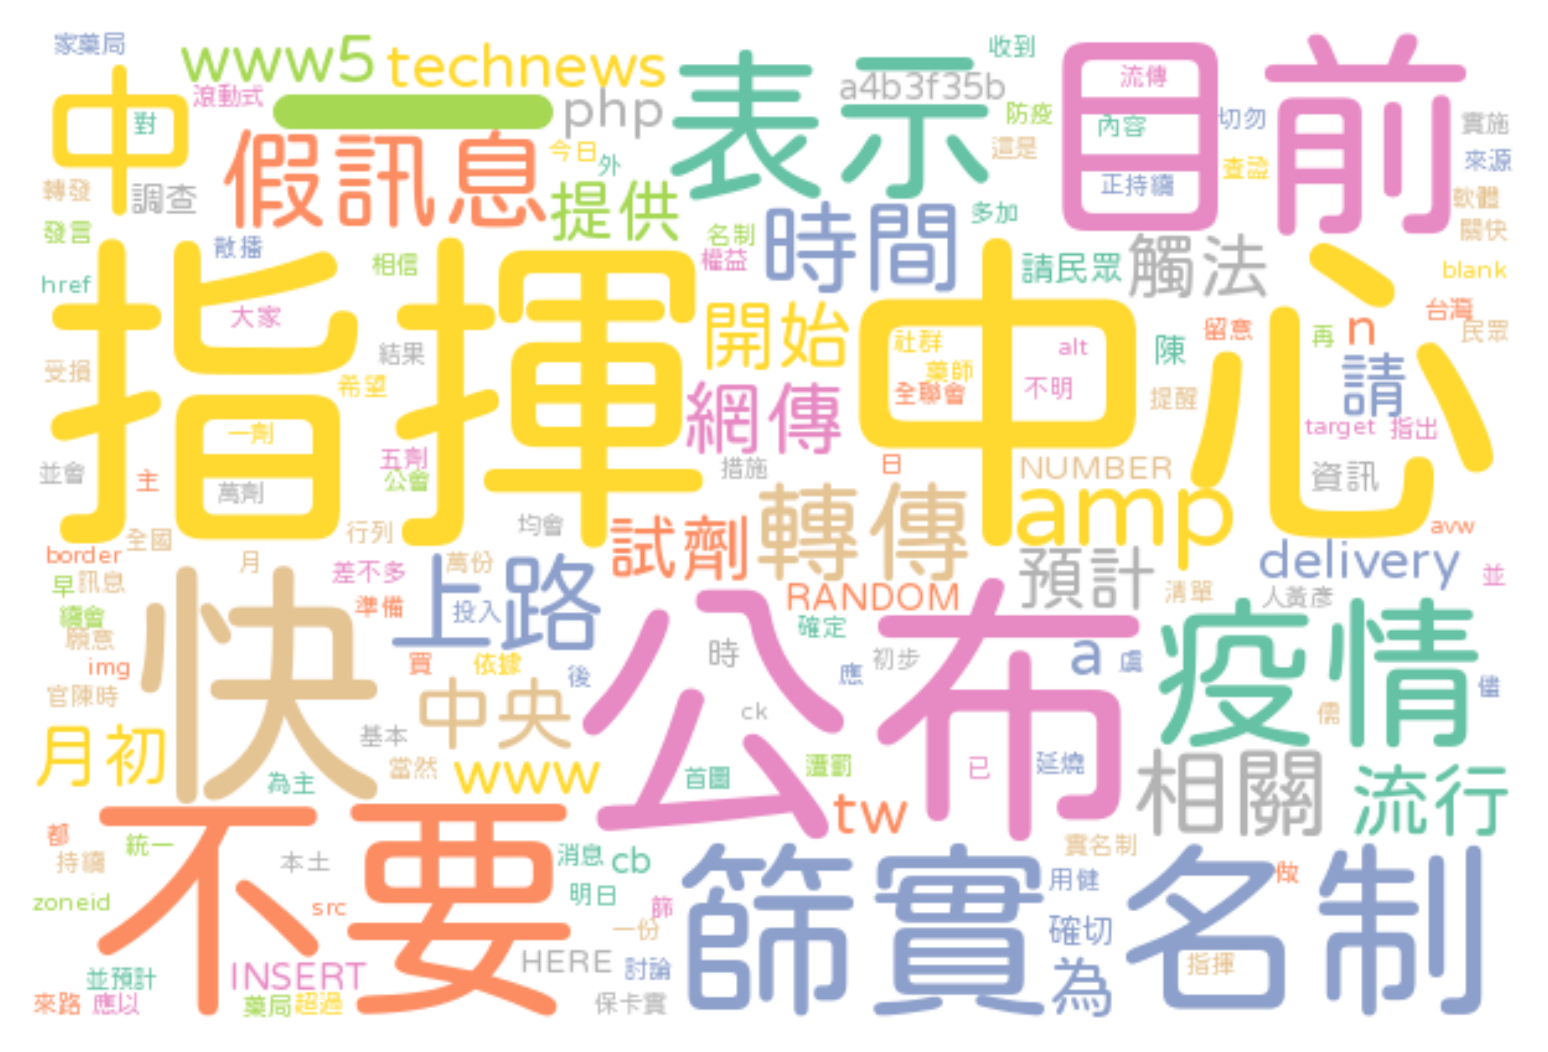 家藥局
www5
technews
收到
目前
中
滾動式
php
表示
a4b3f35b
流傳
對
假訊息
今日
外
防疫
內容
切勿
實施
轉發
調查
提供
這是
正持續
查證
來源
發言
散播
名制
時間
多加
軟體
關快
href
相信
權益
請民眾
觸法
blank
指揮中心
大家
開始
台灣
受損
結果
社群
alt
陳
留意
再
n
民眾
希望
藥師
網傳
全聯會
不明
提醒
請
一劑
五劑
target
指出
並會
主
萬劑
公會
措施
日
NUMBER
資訊
全國
行列
均會
試劑
轉傳
amp
avw
border
月
萬份
預計
delivery
早
訊息
差不多
上路
RANDOM
清單
人黃彥
並
續會
準備
投入
確定
願意
快
公布
疫情
img
買
依據
後
時
應
初步
a
虞
官陳時
中央
ck
儒
儘
月初
基本
當然
www
首圖
遭罰
已
延燒
相關
流行
為主
不要
tw
都
統一
實名制
持續
本土
消息
cb
篩實名制
用健
做
zoneid
src
明日
篩
一份
確切
並預計
INSERT
HERE
討論
為
指揮
來路
應以
藥局
超過
保卡實